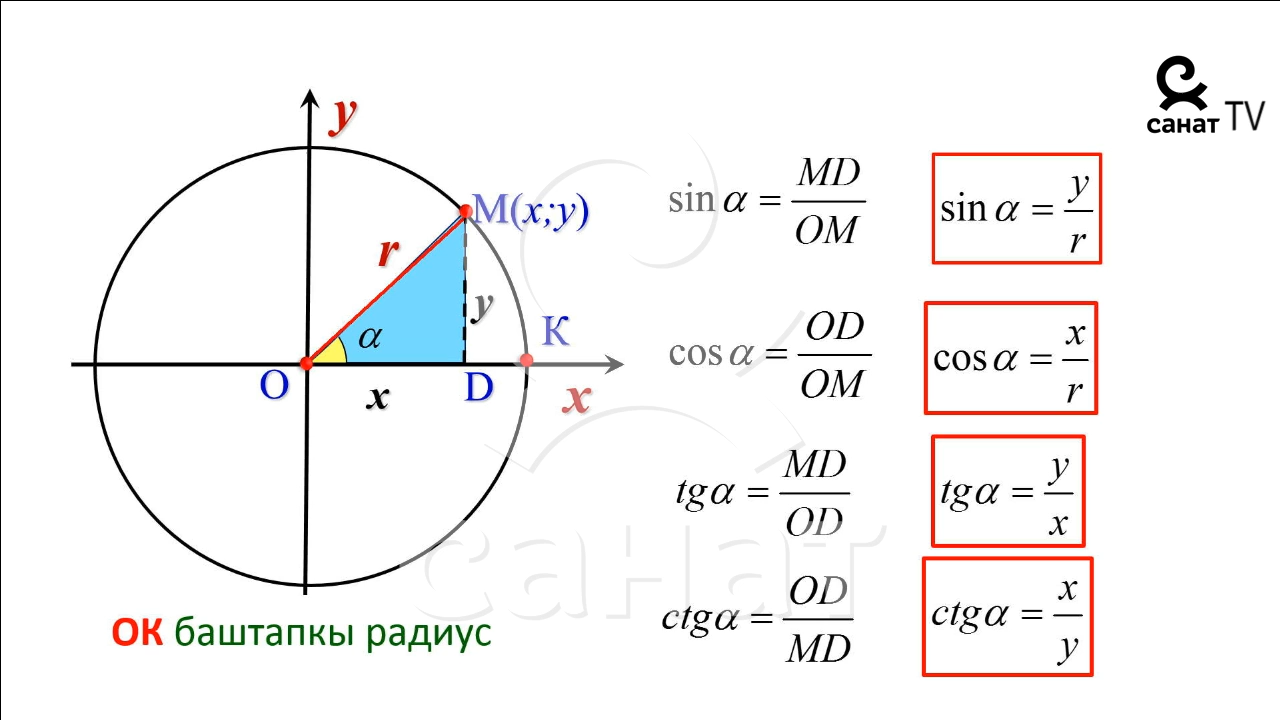 санат TV
y
M(x;y)
r
y
α
K
O
x
D
x
sin α = MD/OM
sin α = y/r
cos α = OD/OM
cos α = x/r
tgα = MD/OD
tgα = y/x
ctgα = OD/MD
ctgα = x/y
санат
ОК баштапкы радиус